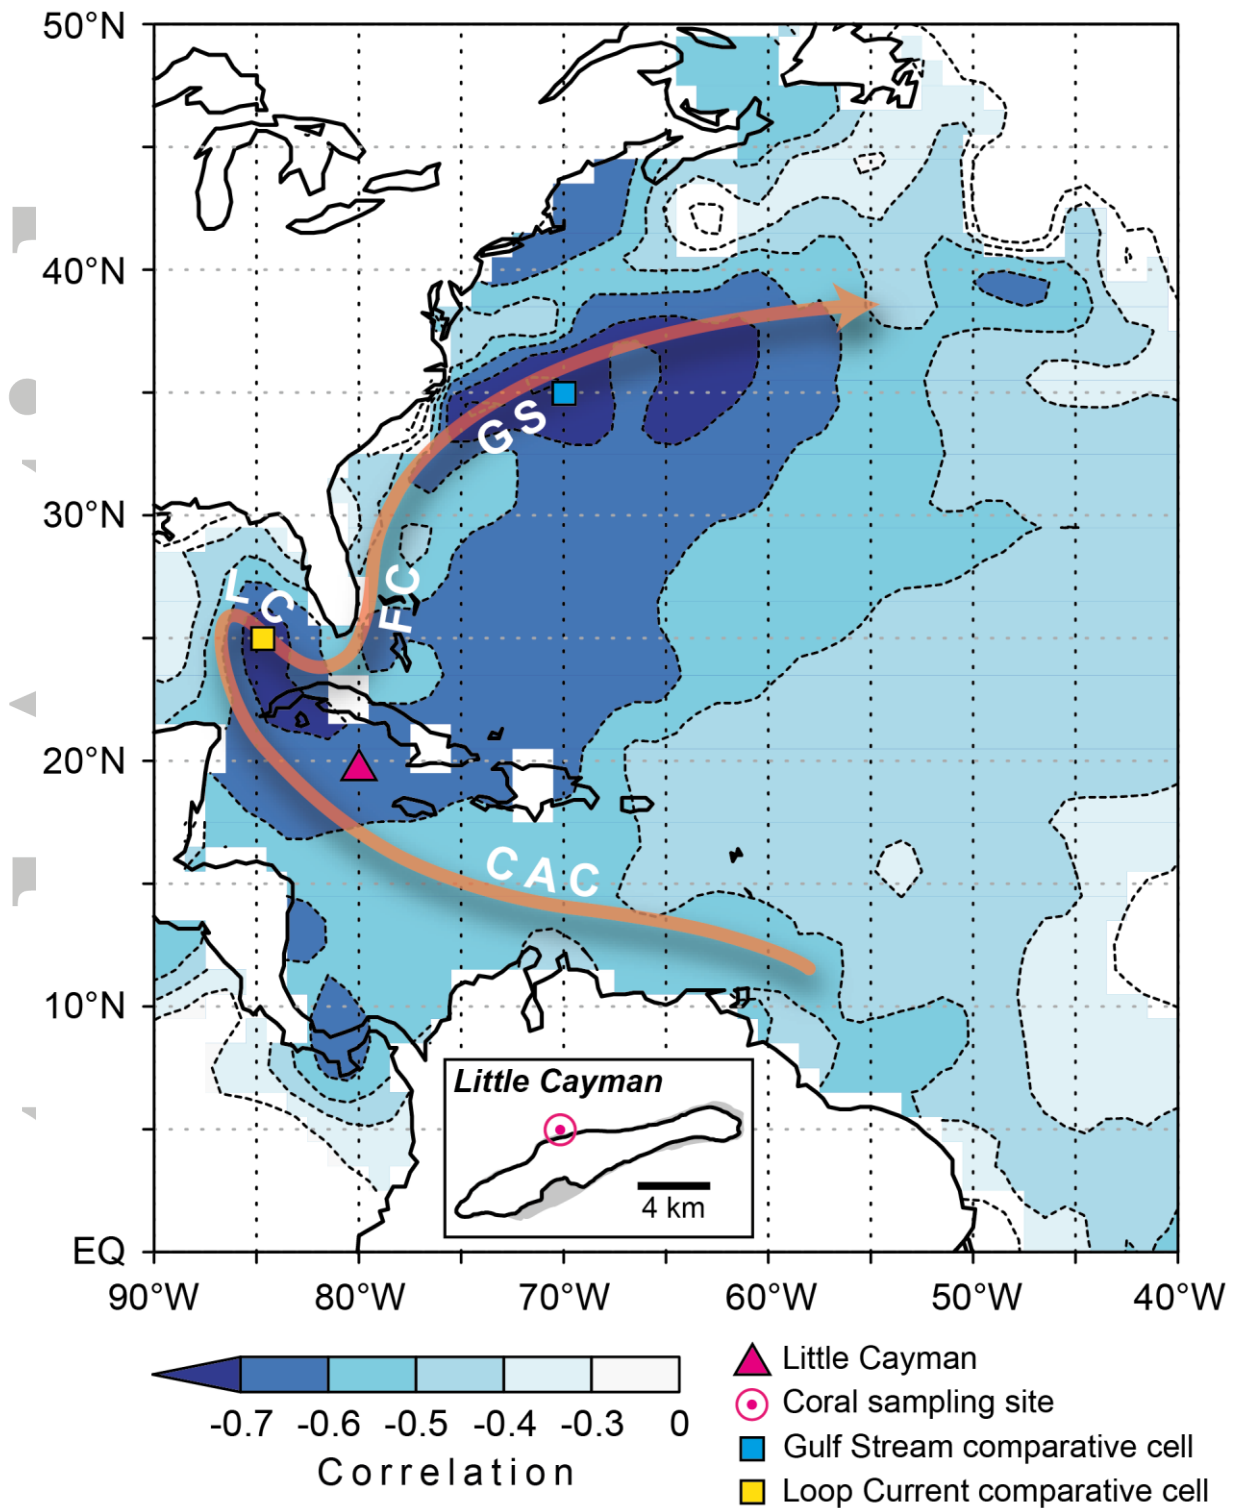 50°N
40°N
30°N
20°N
10°N
EQ
GS
LC
FC
CAC
Little Cayman
4 km
90°W 80°W 70°W 60°W 50°W 40°W
-0.7 -0.6 -0.5 -0.4 -0.3 0
Correlation
Little Cayman
Coral sampling site
Gulf Stream comparative cell
Loop Current comparative cell